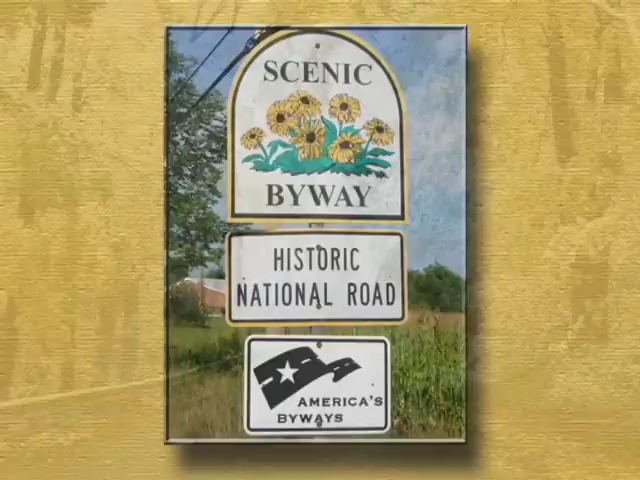 SCENIC
BYWAY
HISTORIC
NATIONAL ROAD
AMERICA'S
BYWAYS